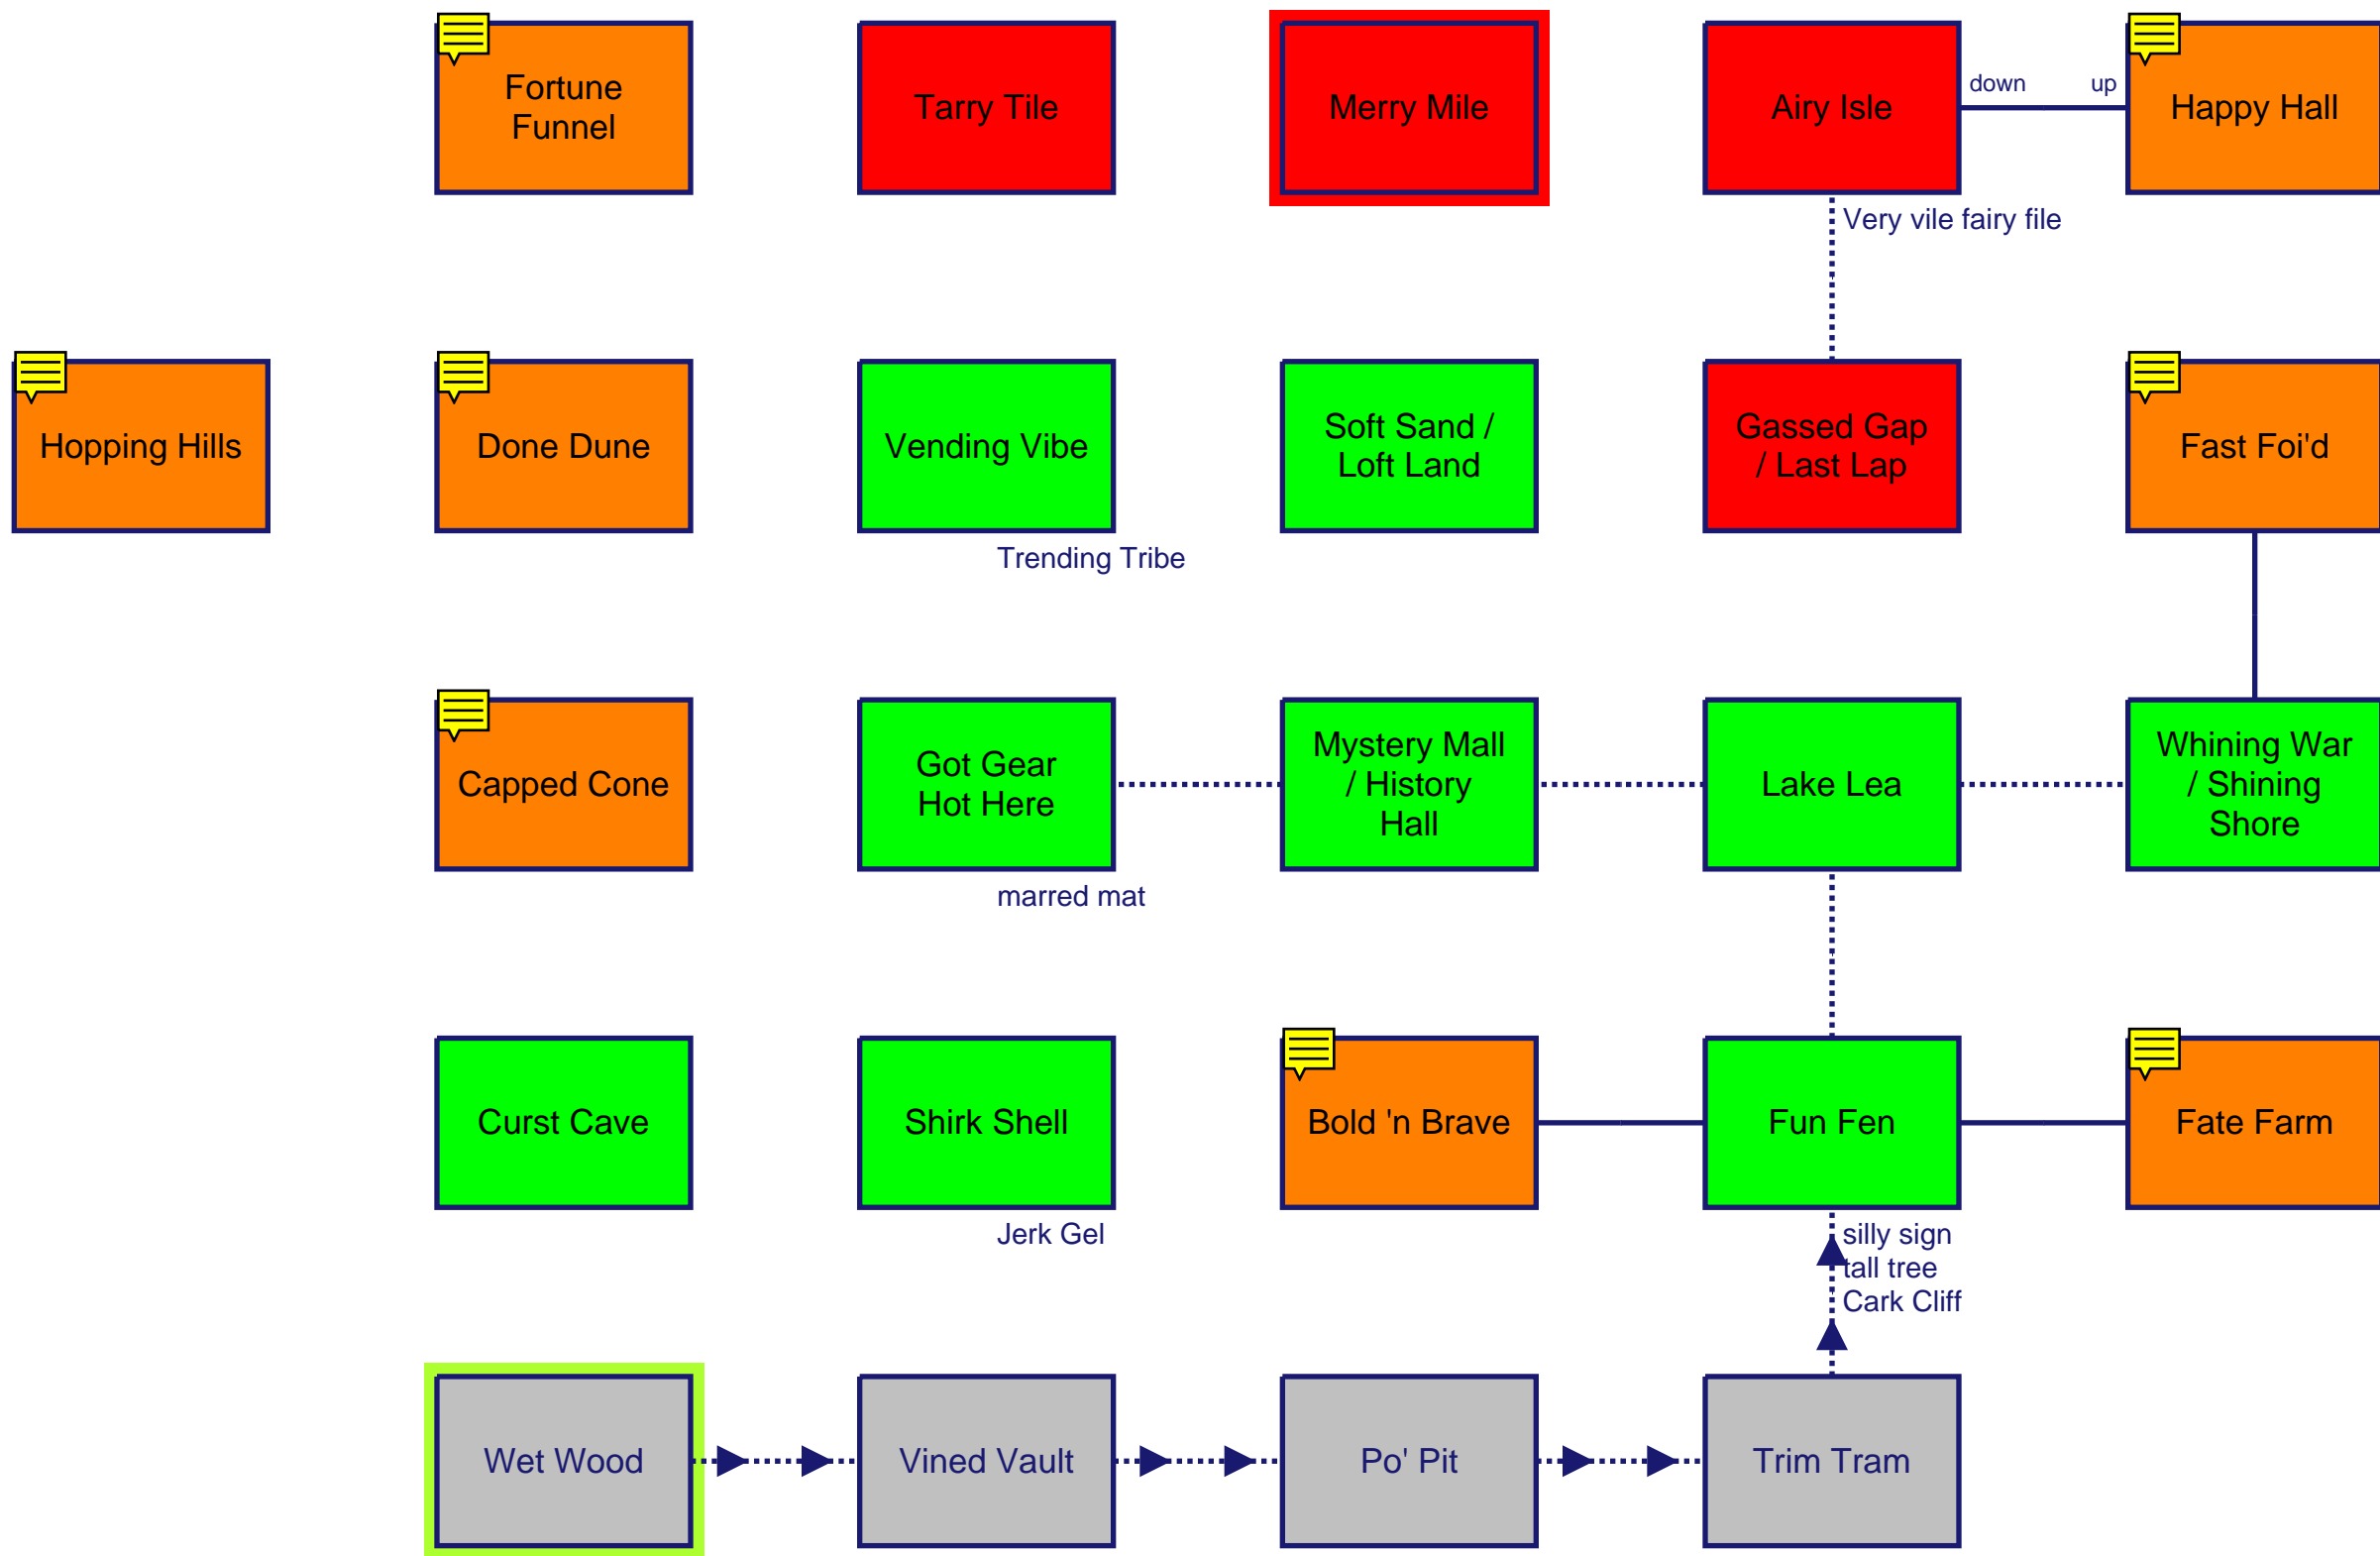 Fortune
Funnel
Tarry Tile
Merry Mile
Airy Isle
down
up
Happy Hall
Very vile fairy file
Hopping Hills
Done Dune
Vending Vibe
Soft Sand /
Loft Land
Gassed Gap
/ Last Lap
Fast Foi'd
Trending Tribe
Capped Cone
Got Gear
Hot Here
Mystery Mall
/ History
Hall
Lake Lea
Whining War
/ Shining
Shore
marred mat
Curst Cave
Shirk Shell
Bold 'n Brave
Fun Fen
Fate Farm
Jerk Gel
silly sign
tall tree
Cark Cliff
Wet Wood
Vined Vault
Po' Pit
Trim Tram